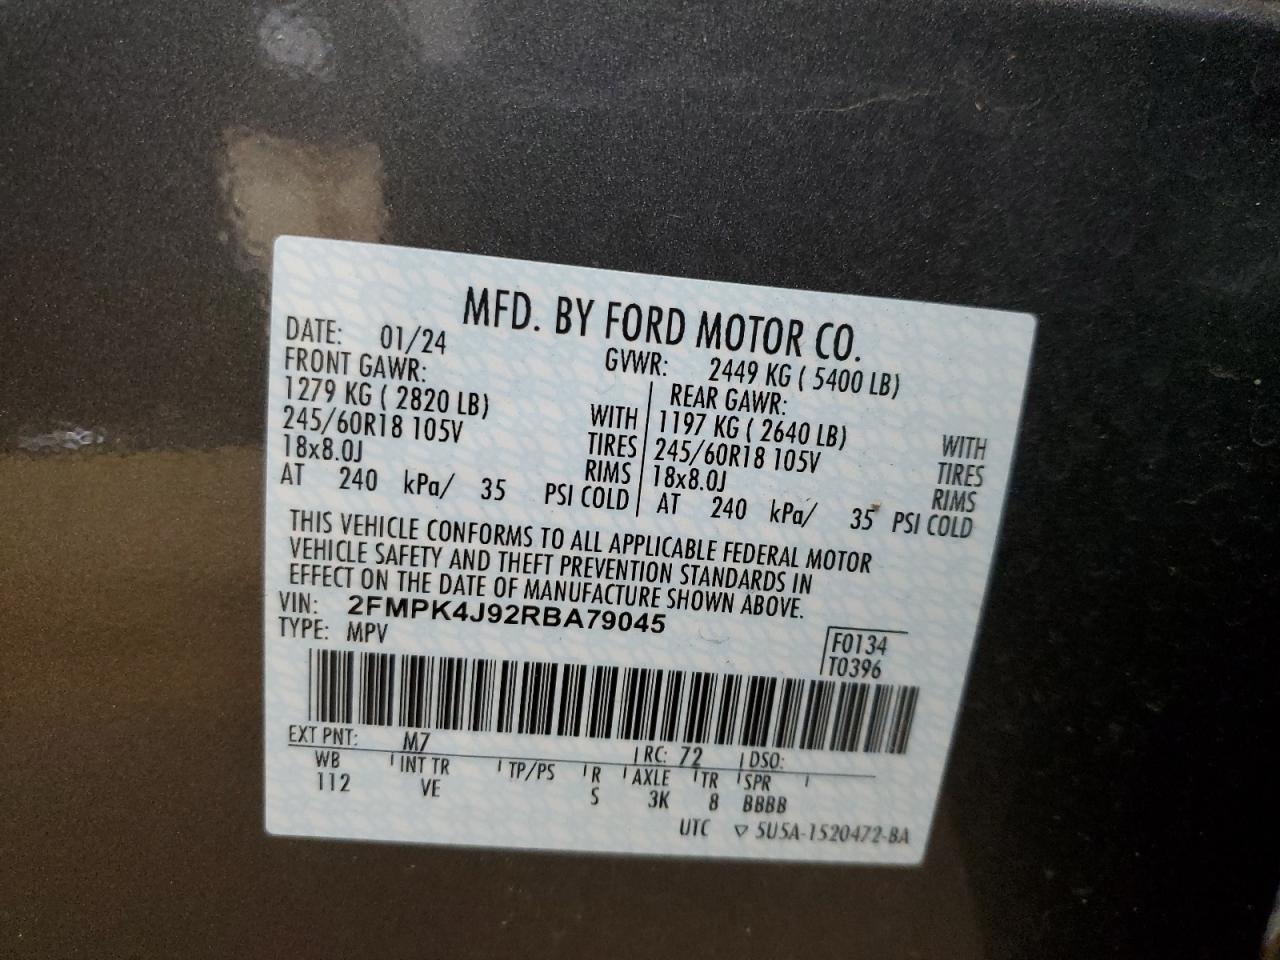 MFD. BY FORD MOTOR CO.
DATE: 01/24 GVWR: 2449 KG ( 5400 LB)
FRONT GAWR: REAR GAWR:
1279 KG ( 2820 LB) WITH 1197 KG ( 2640 LB) WITH
245/60R18 105V TIRES 245/60R18 105V TIRES
18x8.0J RIMS 18x8.0J RIMS
AT 240 kPa/ 35 PSI COLD AT 240 kPa/ 35 PSI COLD
THIS VEHICLE CONFORMS TO ALL APPLICABLE FEDERAL MOTOR
VEHICLE SAFETY AND THEFT PREVENTION STANDARDS IN
EFFECT ON THE DATE OF MANUFACTURE SHOWN ABOVE.
VIN: 2FMPK4J92RBA79045
TYPE: MPV
F0134
T0396
EXT PNT: M7 RC: 72 DSO:
WB INT TR TP/PS R AXLE TR SPR
112 VE S 3K 8 BBBB
UTC ▽ 5U5A-1520472-BA